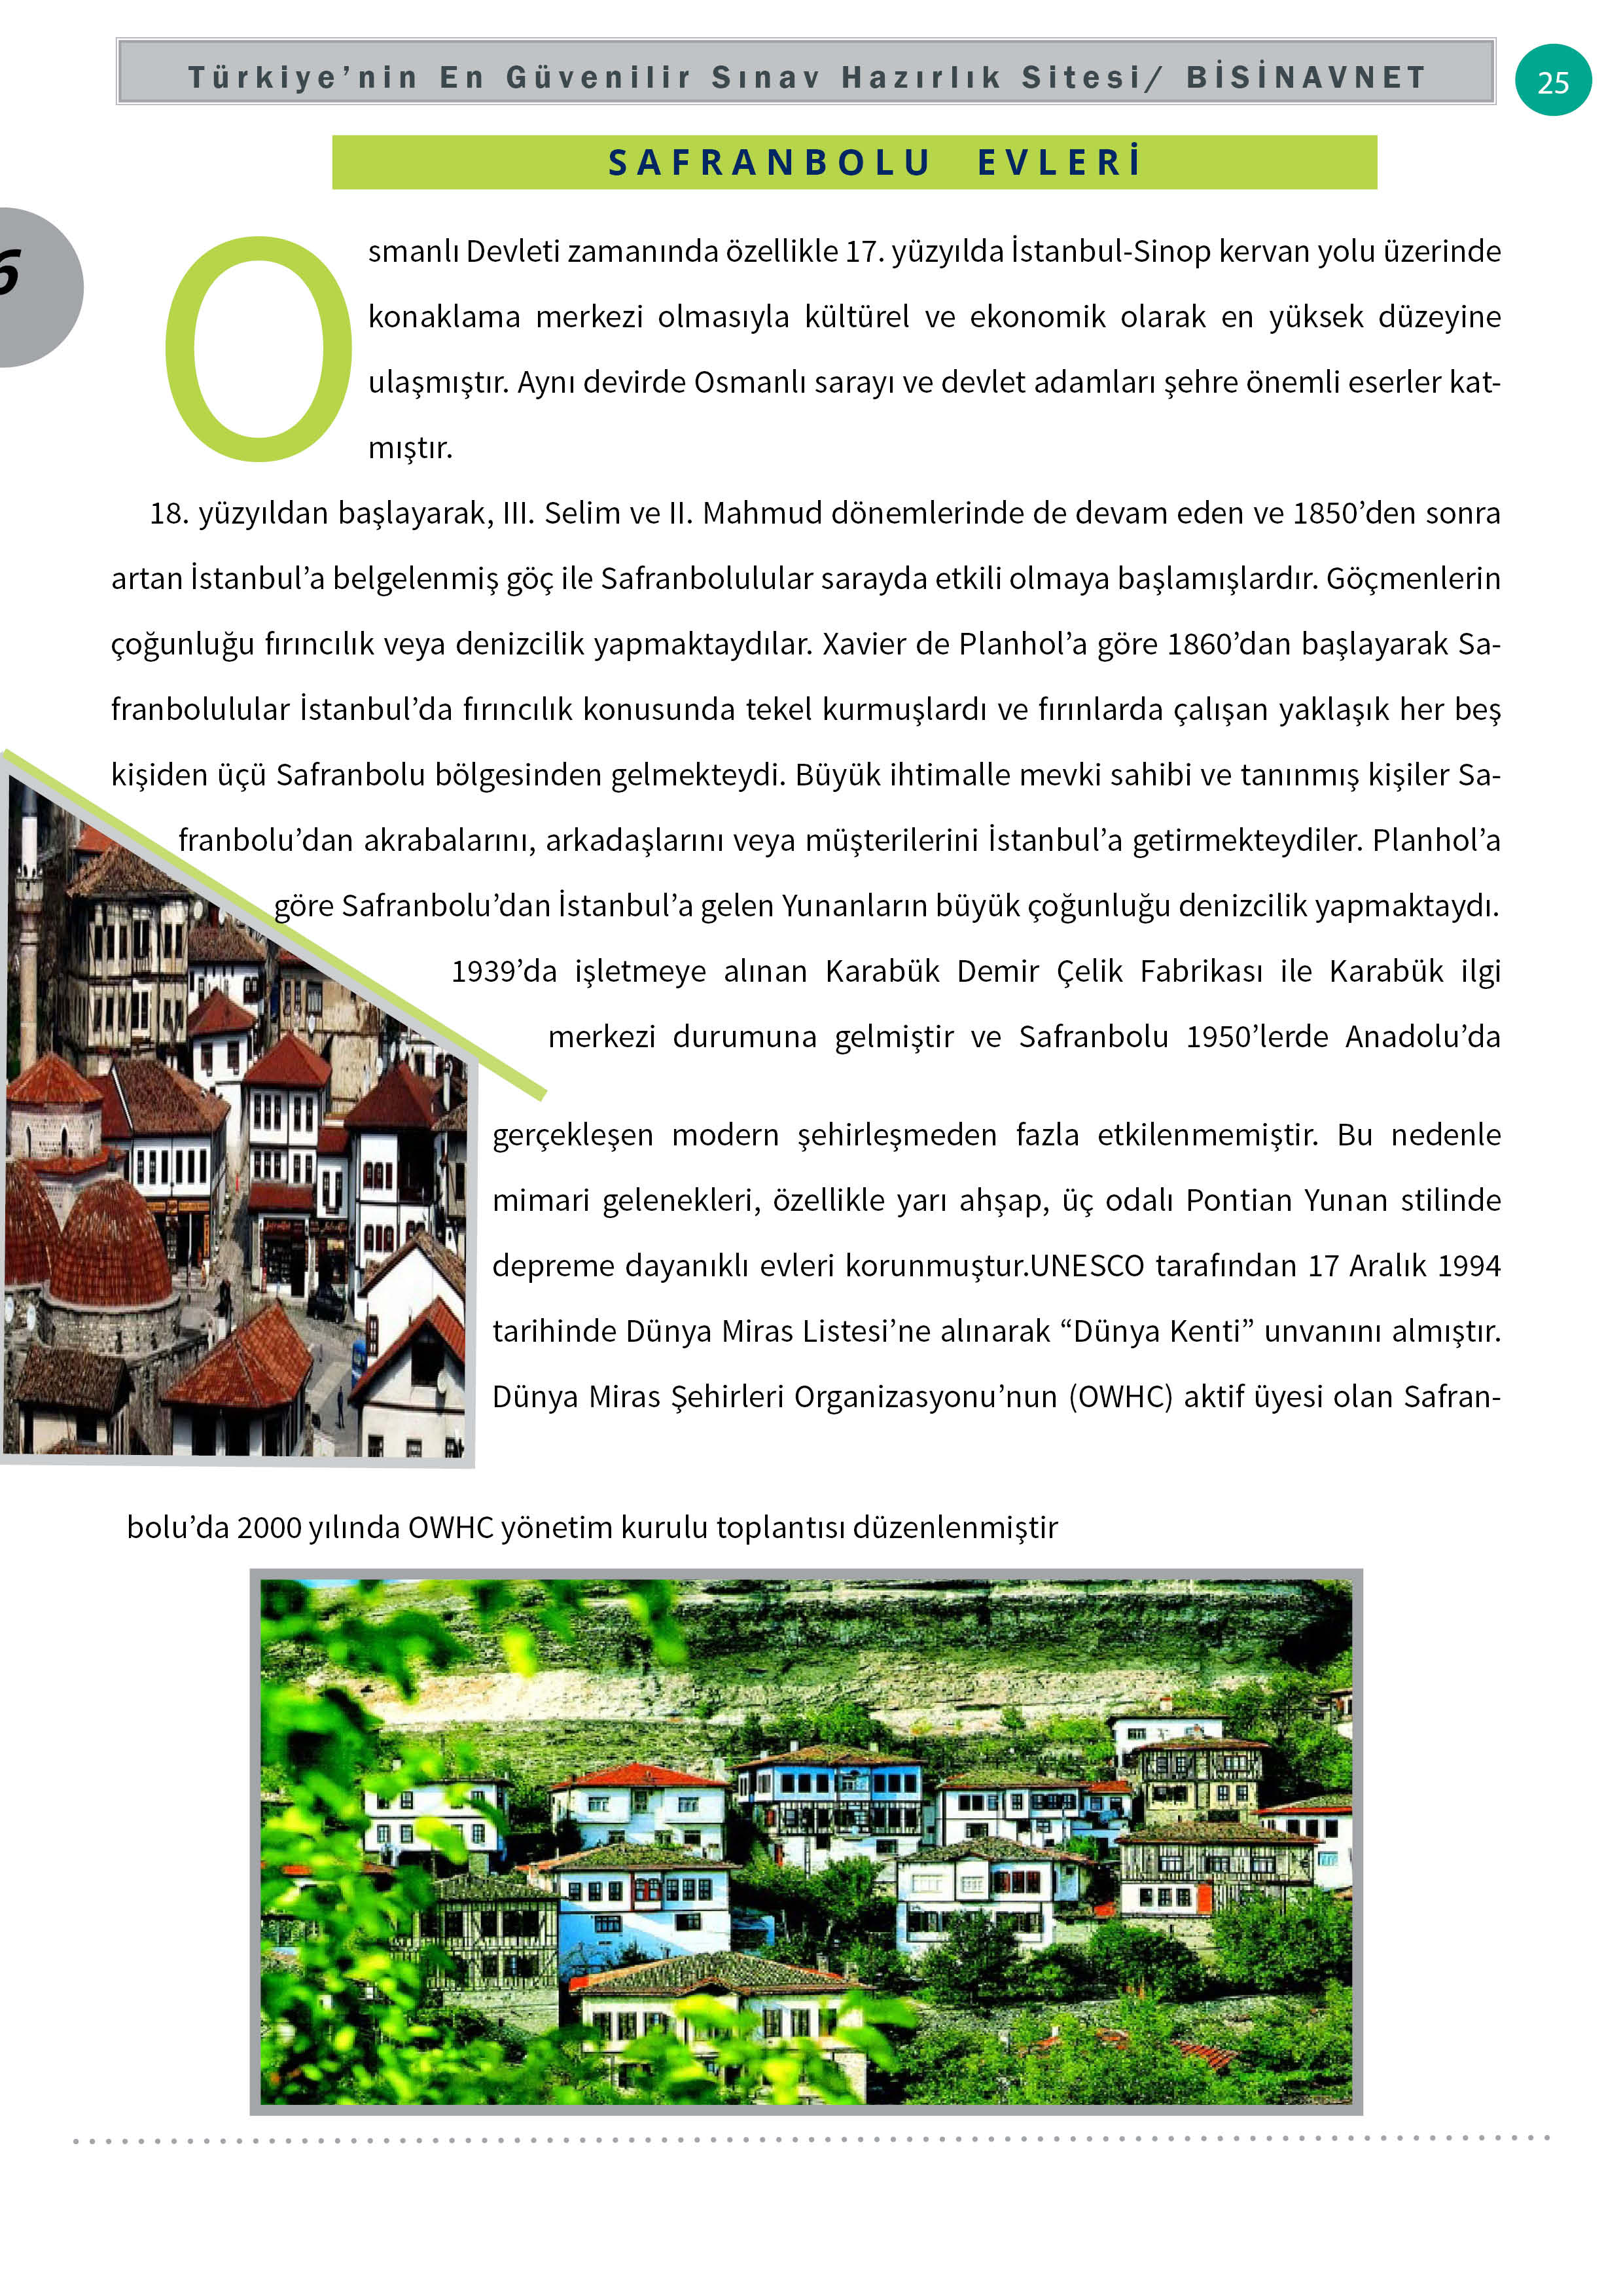 Türkiye'nin En Güvenilir Sınav Hazırlık Sitesi/ BİSİNAVNET
25
SAFRANBOLU EVLERİ
6
Osmanlı Devleti zamanında özellikle 17. yüzyılda İstanbul-Sinop kervan yolu üzerinde
konaklama merkezi olmasıyla kültürel ve ekonomik olarak en yüksek düzeyine
ulaşmıştır. Aynı devirde Osmanlı sarayı ve devlet adamları şehre önemli eserler kat-
mıştır.
18. yüzyıldan başlayarak, III. Selim ve II. Mahmud dönemlerinde de devam eden ve 1850’den sonra
artan İstanbul’a belgelenmiş göç ile Safranbolulular sarayda etkili olmaya başlamışlardır. Göçmenlerin
çoğunluğu fırıncılık veya denizcilik yapmaktaydılar. Xavier de Planhol’a göre 1860’dan başlayarak Sa-
franbolulular İstanbul’da fırıncılık konusunda tekel kurmuşlardı ve fırınlarda çalışan yaklaşık her beş
kişiden üçü Safranbolu bölgesinden gelmekteydi. Büyük ihtimalle mevki sahibi ve tanınmış kişiler Sa-
franbolu’dan akrabalarını, arkadaşlarını veya müşterilerini İstanbul’a getirmekteydiler. Planhol’a
göre Safranbolu’dan İstanbul’a gelen Yunanların büyük çoğunluğu denizcilik yapmaktaydı.
1939’da işletmeye alınan Karabük Demir Çelik Fabrikası ile Karabük ilgi
merkezi durumuna gelmiştir ve Safranbolu 1950’lerde Anadolu’da
gerçekleşen modern şehirleşmeden fazla etkilenmemiştir. Bu nedenle
mimari gelenekleri, özellikle yarı ahşap, üç odalı Pontian Yunan stilinde
depreme dayanıklı evleri korunmuştur.UNESCO tarafından 17 Aralık 1994
tarihinde Dünya Miras Listesi’ne alınarak “Dünya Kenti” unvanını almıştır.
Dünya Miras Şehirleri Organizasyonu’nun (OWHC) aktif üyesi olan Safran-
bolu’da 2000 yılında OWHC yönetim kurulu toplantısı düzenlenmiştir